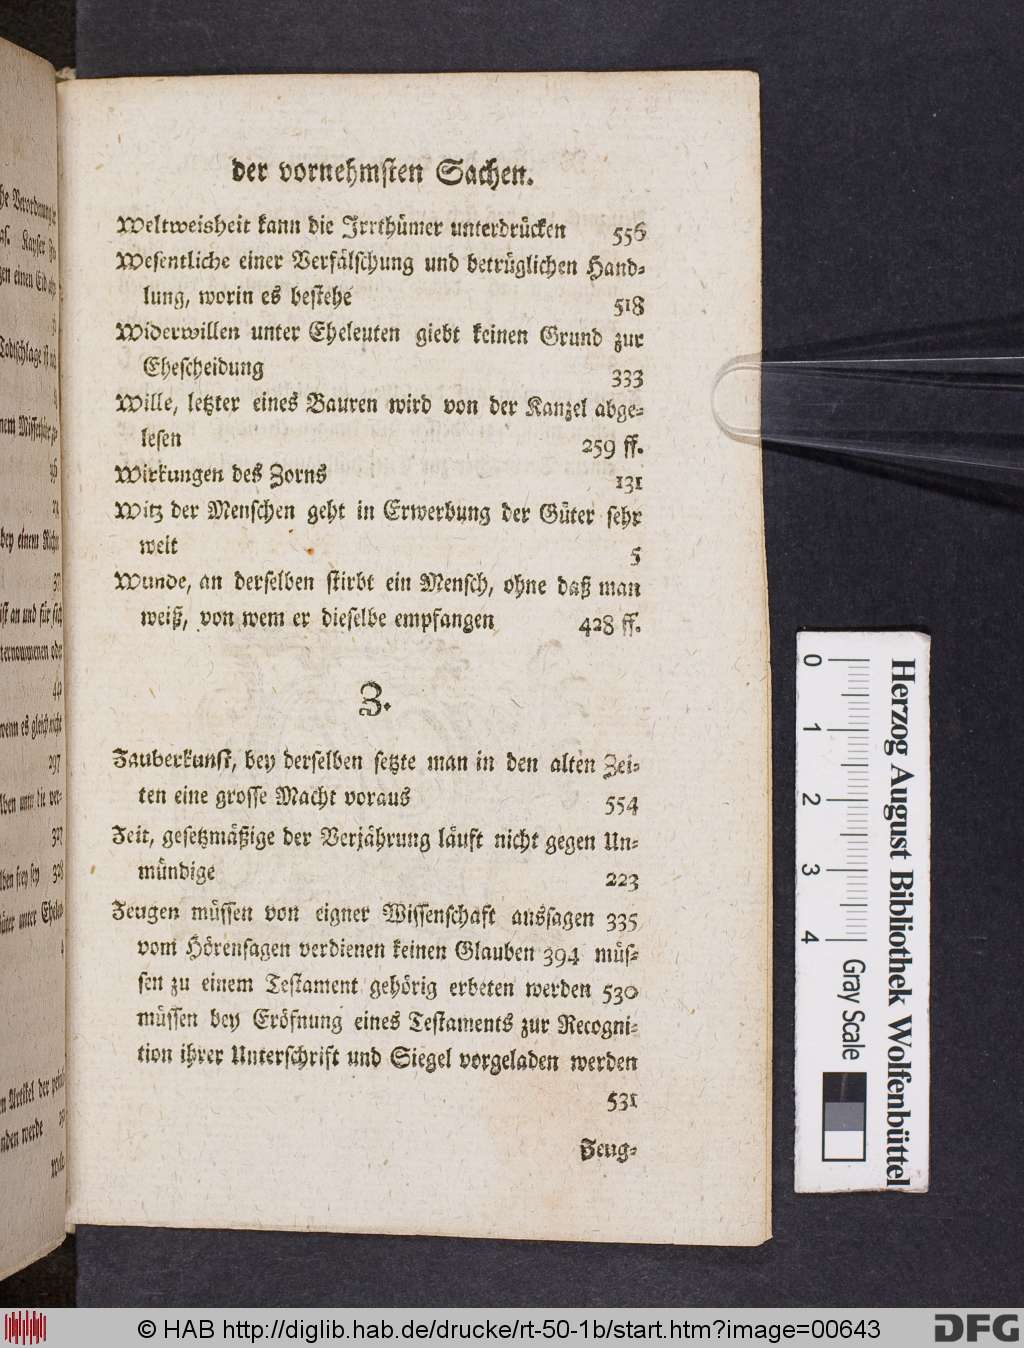 der vornehmsten Sachen.
Weltweisheit kann die Irrthümer unterdrücken 556
Wesentliche einer Verfälschung und betrüglichen Hand-
lung, worin es bestehe 518
Widerwillen unter Eheleuten giebt keinen Grund zur
Ehescheidung 333
Wille, letzter eines Bauren wird von der Kanzel abge-
lesen 259 ff.
Wirkungen des Zorns 131
Witz der Menschen geht in Erwerbung der Güter sehr
weit 5
Wunde, an derselben stirbt ein Mensch, ohne daß man
weiß, von wem er dieselbe empfangen 428 ff.
Z.
Zauberkunst, bey derselben setzte man in den alten Zei-
ten eine grosse Macht voraus 554
Zeit, gesetzmäßige der Verjährung läuft nicht gegen Un-
mündige 223
Zeugen müssen von eigner Wissenschaft aussagen 335
vom Hörensagen verdienen keinen Glauben 394 müs-
sen zu einem Testament gehörig erbeten werden 530
müssen bey Eröfnung eines Testaments zur Recogni-
tion ihrer Unterschrift und Siegel vorgeladen werden
531
Zeug-
0 1 2 3 4
Gray Scale
Herzog August Bibliothek Wolfenbüttel
© HAB http://diglib.hab.de/drucke/rt-50-1b/start.htm?image=00643
DFG